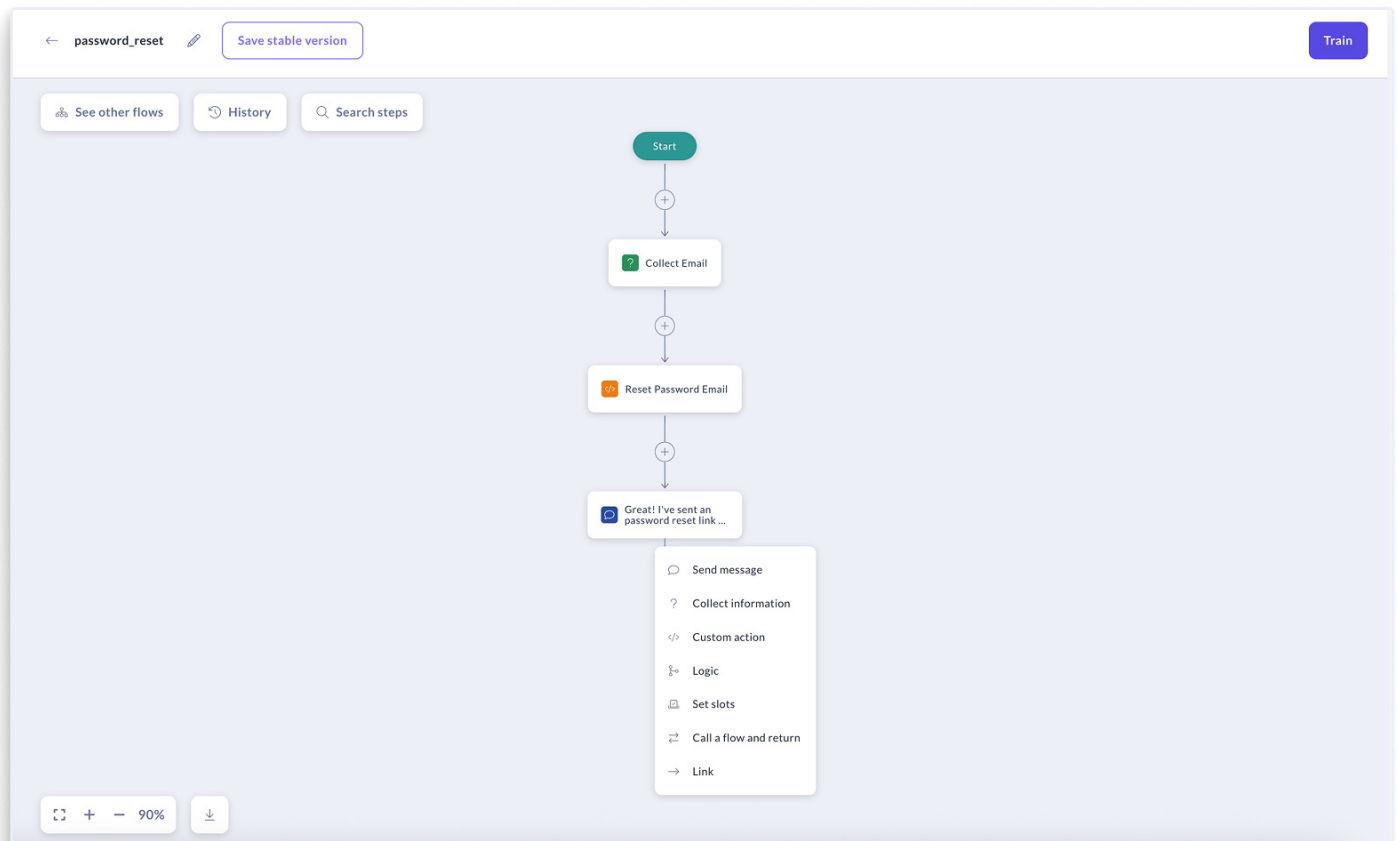 password_reset
Save stable version
Train
See other flows
History
Search steps
Start
Collect Email
Reset Password Email
Great! I've sent an
password reset link ...
Send message
Collect information
Custom action
Logic
Set slots
Call a flow and return
Link
90%